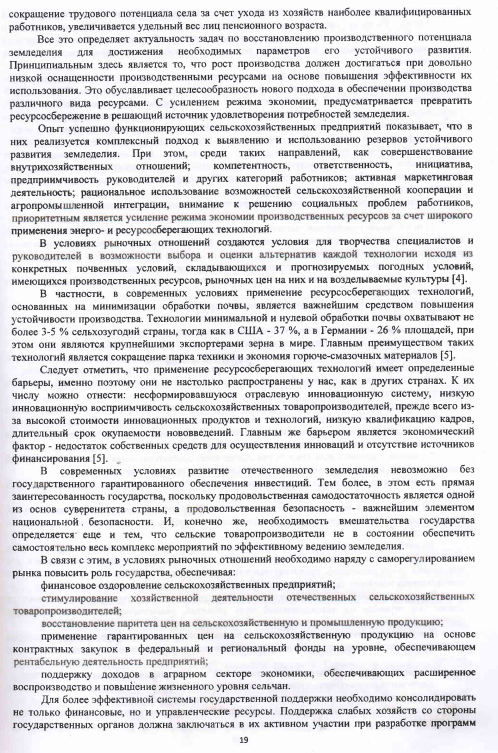 сокращение трудового потенциала села за счет ухода из хозяйств наиболее квалифицированных
работников, увеличивается удельный вес лиц пенсионного возраста.
Все это определяет актуальность задач по восстановлению производственного потенциала
земледелия для достижения необходимых параметров его устойчивого развития.
Принципиальным здесь является то, что рост производства должен достигаться при довольно
низкой оснащенности производственными ресурсами на основе повышения эффективности их
использования. Это обуславливает целесообразность нового подхода в обеспечении производства
различного вида ресурсами. С усилением режима экономии, предусматривается превратить
ресурсосбережение в решающий источник удовлетворения потребностей земледелия.
Опыт успешно функционирующих сельскохозяйственных предприятий показывает, что в
них реализуется комплексный подход к выявлению и использованию резервов устойчивого
развития земледелия. При этом, среди таких направлений, как совершенствование
внутрихозяйственных отношений; компетентность, ответственность, инициатива,
предприимчивость руководителей и других категорий работников; активная маркетинговая
деятельность; рациональное использование возможностей сельскохозяйственной кооперации и
агропромышленной интеграции, внимание к решению социальных проблем работников,
приоритетным является усиление режима экономии производственных ресурсов за счет широкого
применения энерго- и ресурсосберегающих технологий.
В условиях рыночных отношений создаются условия для творчества специалистов и
руководителей в возможности выбора и оценки альтернатив каждой технологии исходя из
конкретных почвенных условий, складывающихся и прогнозируемых погодных условий,
имеющихся производственных ресурсов, рыночных цен на них и на возделываемые культуры [4].
В частности, в современных условиях применение ресурсосберегающих технологий,
основанных на минимизации обработки почвы, является важнейшим средством повышения
устойчивости производства. Технологии минимальной и нулевой обработки почвы охватывают не
более 3-5 % сельхозугодий страны, тогда как в США - 37 %, а в Германии - 26 % площадей, при
этом они являются крупнейшими экспортерами зерна в мире. Главным преимуществом таких
технологий является сокращение парка техники и экономия горюче-смазочных материалов [5].
Следует отметить, что применение ресурсосберегающих технологий имеет определенные
барьеры, именно поэтому они не настолько распространены у нас, как в других странах. К их
числу можно отнести: несформировавшуюся отраслевую инновационную систему, низкую
инновационную восприимчивость сельскохозяйственных товаропроизводителей, прежде всего из-
за высокой стоимости инновационных продуктов и технологий, низкую квалификацию кадров,
длительный срок окупаемости нововведений. Главным же барьером является экономический
фактор - недостаток собственных средств для осуществления инноваций и отсутствие источников
финансирования [5].
В современных условиях развитие отечественного земледелия невозможно без
государственного гарантированного обеспечения инвестиций. Тем более, в этом есть прямая
заинтересованность государства, поскольку продовольственная самодостаточность является одной
из основ суверенитета страны, а продовольственная безопасность - важнейшим элементом
национальной безопасности. И, конечно же, необходимость вмешательства государства
определяется еще и тем, что сельские товаропроизводители не в состоянии обеспечить
самостоятельно весь комплекс мероприятий по эффективному ведению земледелия.
В связи с этим, в условиях рыночных отношений необходимо наряду с саморегулированием
рынка повысить роль государства, обеспечивая:
финансовое оздоровление сельскохозяйственных предприятий;
стимулирование хозяйственной деятельности отечественных сельскохозяйственных
товаропроизводителей;
восстановление паритета цен на сельскохозяйственную и промышленную продукцию;
применение гарантированных цен на сельскохозяйственную продукцию на основе
контрактных закупок в федеральный и региональный фонды на уровне, обеспечивающем
рентабельную деятельность предприятий;
поддержку доходов в аграрном секторе экономики, обеспечивающих расширенное
воспроизводство и повышение жизненного уровня сельчан.
Для более эффективной системы государственной поддержки необходимо консолидировать
не только финансовые, но и управленческие ресурсы. Поддержка слабых хозяйств со стороны
государственных органов должна заключаться в их активном участии при разработке программ
19